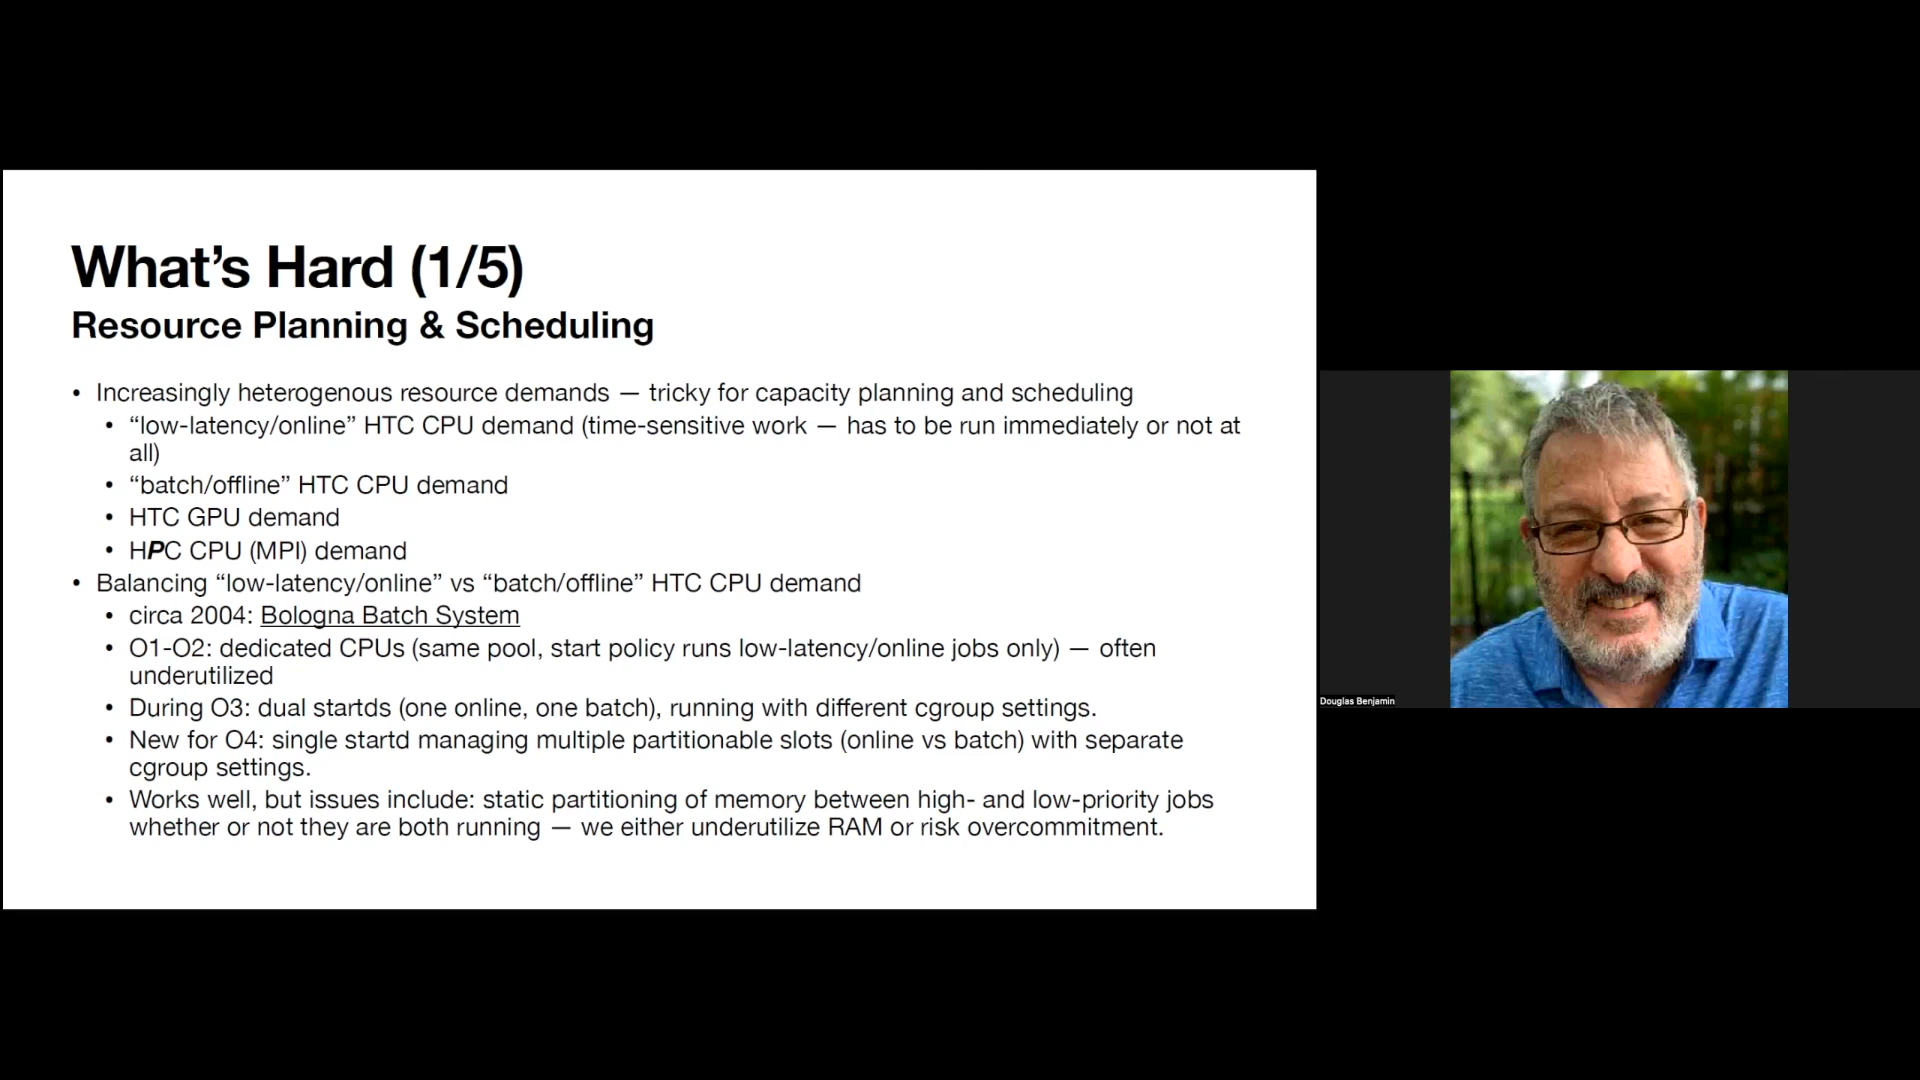 What’s Hard (1/5)
Resource Planning & Scheduling
• Increasingly heterogenous resource demands — tricky for capacity planning and scheduling
• “low-latency/online” HTC CPU demand (time-sensitive work — has to be run immediately or not at
all)
• “batch/offline” HTC CPU demand
• HTC GPU demand
• HPC CPU (MPI) demand
• Balancing “low-latency/online” vs “batch/offline” HTC CPU demand
• circa 2004: Bologna Batch System
• O1-O2: dedicated CPUs (same pool, start policy runs low-latency/online jobs only) — often
underutilized
• During O3: dual startds (one online, one batch), running with different cgroup settings.
• New for O4: single startd managing multiple partitionable slots (online vs batch) with separate
cgroup settings.
• Works well, but issues include: static partitioning of memory between high- and low-priority jobs
whether or not they are both running — we either underutilize RAM or risk overcommitment.
Douglas Benjamin